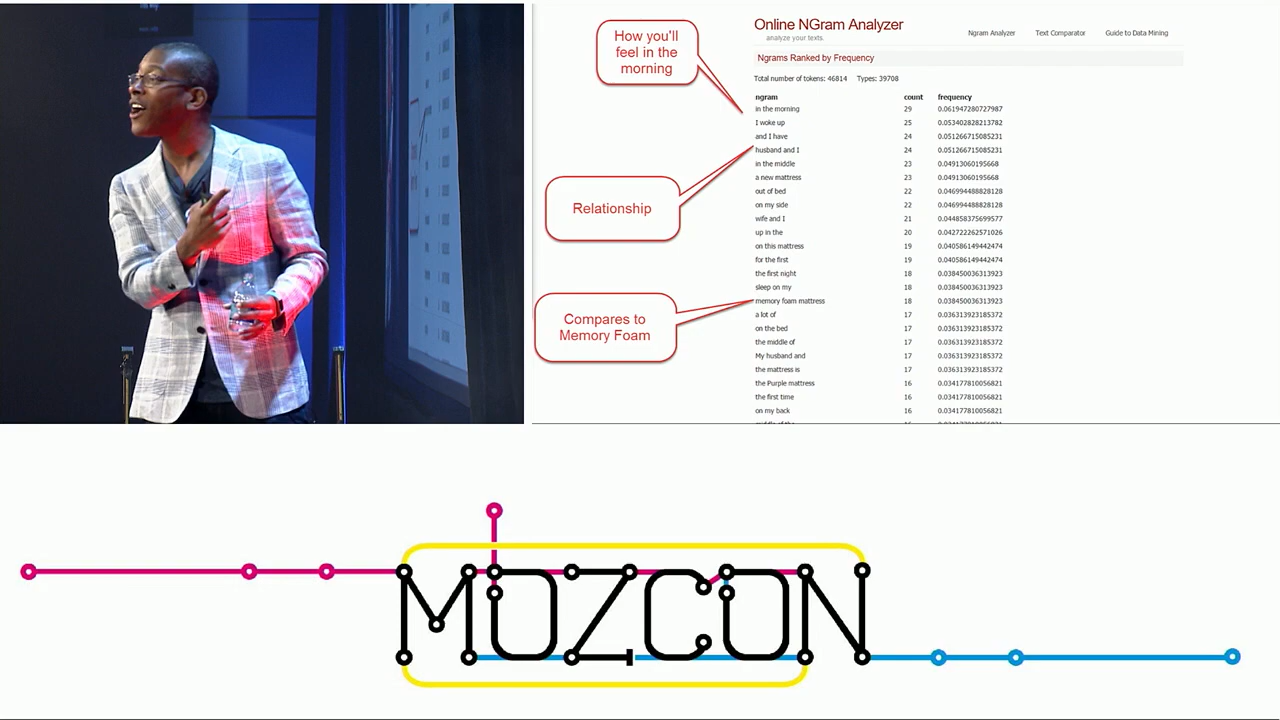 How you'll
feel in the
morning
Relationship
Compares to
Memory Foam
Online NGram Analyzer
analyze your texts.
Ngram Analyzer Text Comparator Guide to Data Mining
Ngrams Ranked by Frequency
Total number of tokens: 46814 Types: 39708
ngram count frequency
in the morning 29 0.061947280727987
I woke up 25 0.053402828213782
and I have 24 0.051266715085231
husband and I 24 0.051266715085231
in the middle 23 0.04913060195668
a new mattress 23 0.04913060195668
out of bed 22 0.046994488828128
on my side 22 0.046994488828128
wife and I 21 0.044858375699577
up in the 20 0.042722262571026
on this mattress 19 0.040586149442474
for the first 19 0.040586149442474
the first night 18 0.038450036313923
sleep on my 18 0.038450036313923
memory foam mattress 18 0.038450036313923
a lot of 17 0.036313923185372
on the bed 17 0.036313923185372
the middle of 17 0.036313923185372
My husband and 17 0.036313923185372
the mattress is 17 0.036313923185372
the Purple mattress 16 0.034177810056821
the first time 16 0.034177810056821
on my back 16 0.034177810056821
MOZCON